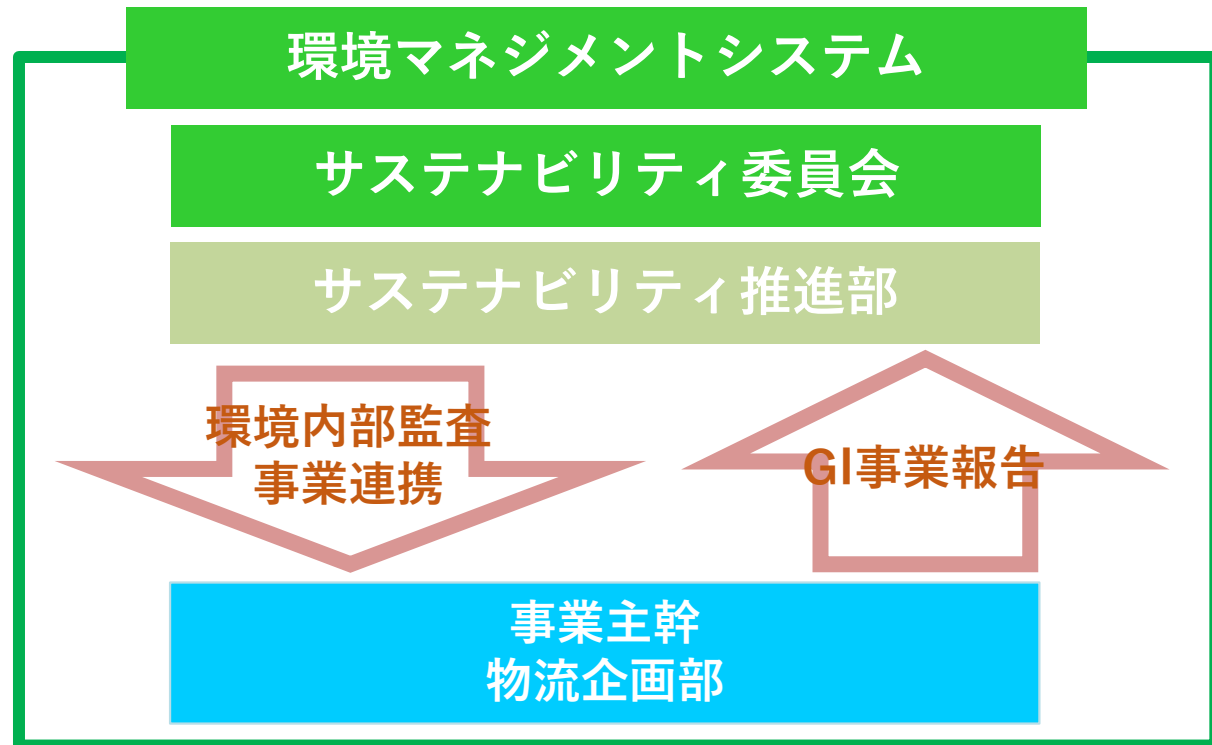 環境マネジメントシステム
サステナビリティ委員会
サステナビリティ推進部
環境内部監査
事業連携
GI事業報告
事業主幹
物流企画部